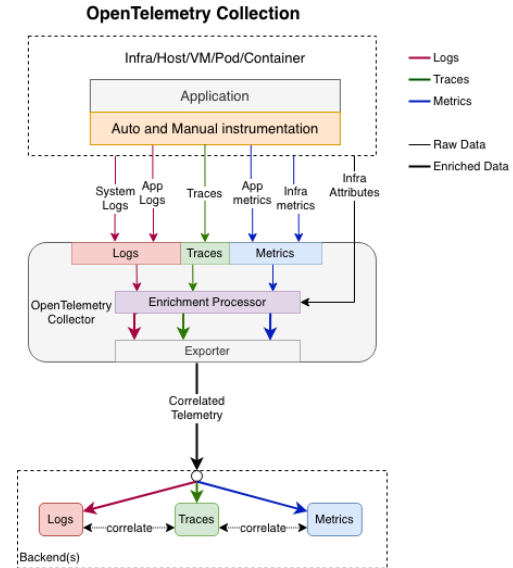 OpenTelemetry Collection
Infra/Host/VM/Pod/Container
Application
Auto and Manual instrumentation
Logs
Traces
Metrics
Raw Data
Enriched Data
System
Logs
App
Logs
Traces
App
metrics
Infra
metrics
Infra
Attributes
Logs
Traces
Metrics
OpenTelemetry
Collector
Enrichment Processor
Exporter
Correlated
Telemetry
Logs
correlate
Traces
correlate
Metrics
Backend(s)